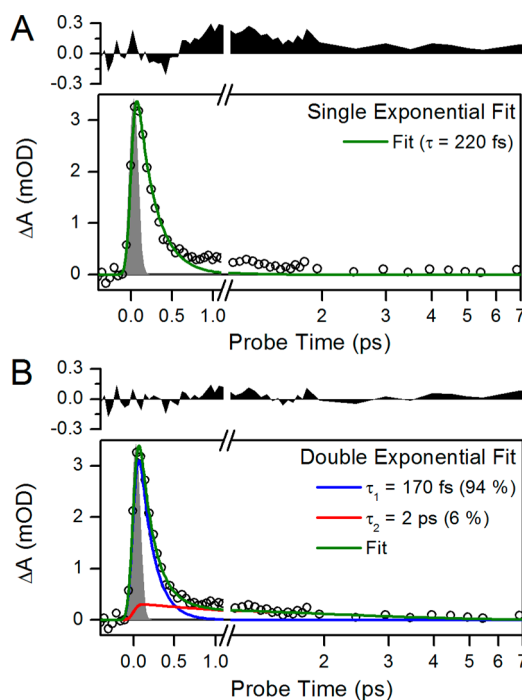 A
0.3
0.0
-0.3
Single Exponential Fit
Fit (τ = 220 fs)
3
2
1
0
ΔA (mOD)
0.0 0.5 1.0 2 3 4 5 6 7
Probe Time (ps)
B
0.3
0.0
-0.3
Double Exponential Fit
τ1 = 170 fs (94 %)
τ2 = 2 ps (6 %)
Fit
3
2
1
0
ΔA (mOD)
0.0 0.5 1.0 2 3 4 5 6 7
Probe Time (ps)